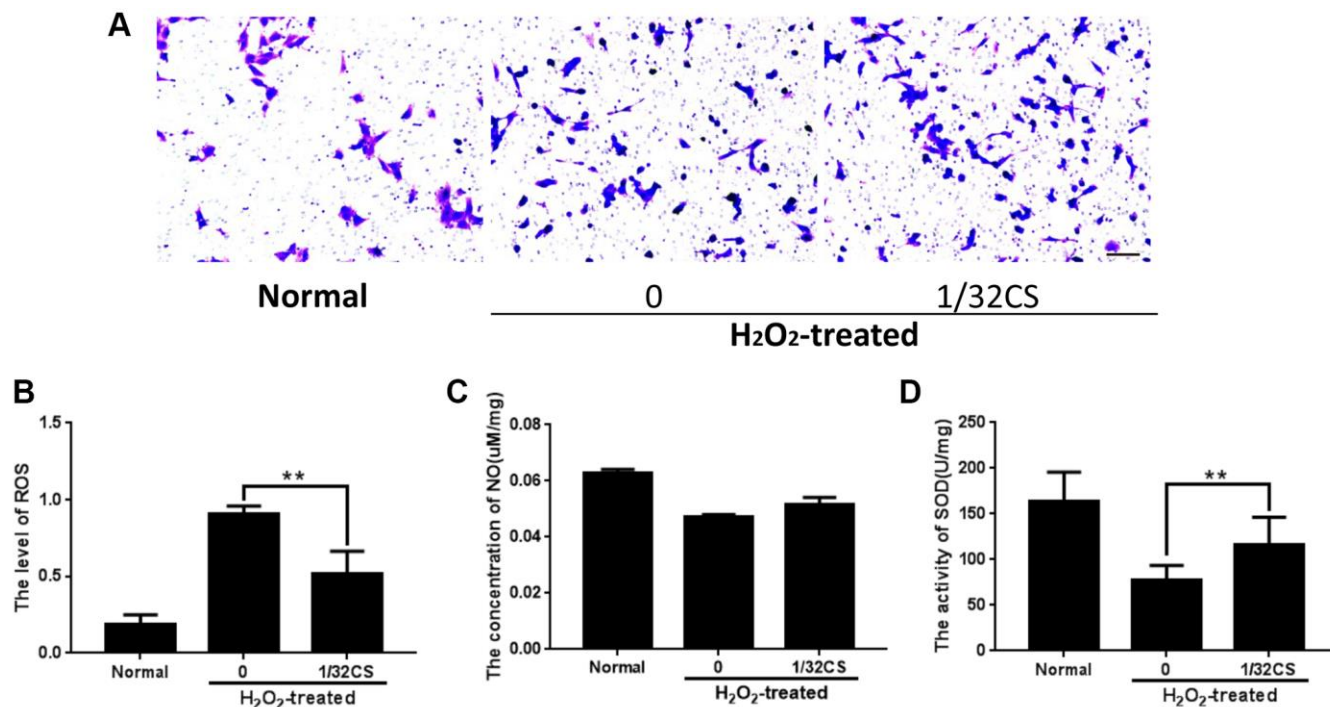 A
Normal
0
1/32CS
H₂O₂-treated
B
The level of ROS
1.5
1.0
0.5
0.0
**
Normal
0
1/32CS
H₂O₂-treated
C
The concentration of NO(uM/mg)
0.08
0.06
0.04
0.02
0.00
Normal
0
1/32CS
H₂O₂-treated
D
The activity of SOD(U/mg)
250
200
150
100
50
0
**
Normal
0
1/32CS
H₂O₂-treated